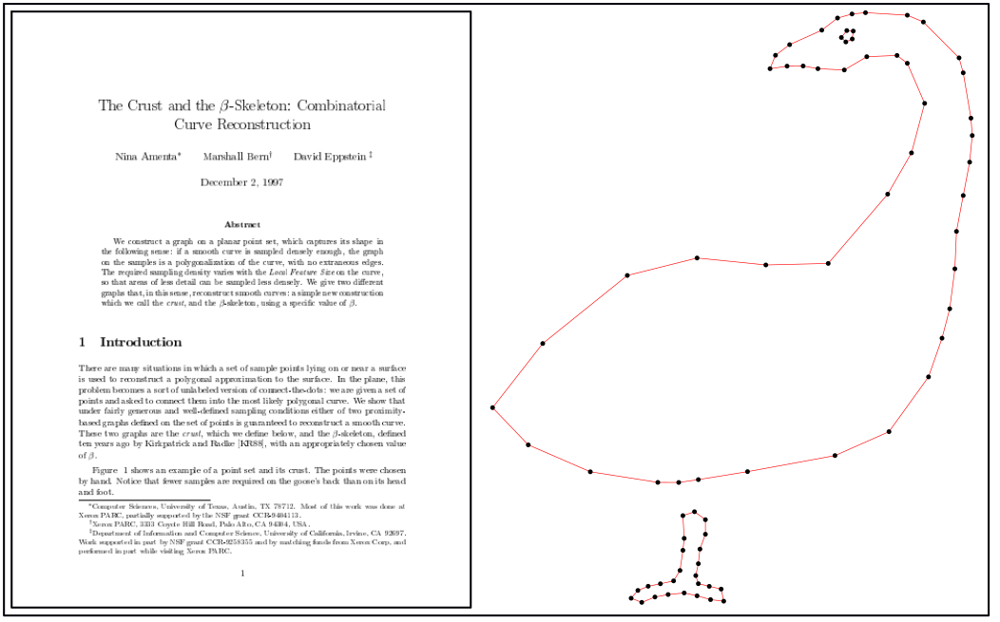 The Crust and the β-Skeleton: Combinatorial
Curve Reconstruction
Nina Amenta* Marshall Bern† David Eppstein ‡
December 2, 1997
Abstract
We construct a graph on a planar point set, which captures its shape in
the following sense: if a smooth curve is sampled densely enough, the graph
on the samples is a polygonalization of the curve, with no extraneous edges.
The required sampling density varies with the Local Feature Size on the curve,
so that areas of less detail can be sampled less densely. We give two different
graphs that, in this sense, reconstruct smooth curves: a simple new construction
which we call the crust, and the β-skeleton, using a specific value of β.
1 Introduction
There are many situations in which a set of sample points lying on or near a surface
is used to reconstruct a polygonal approximation to the surface. In the plane, this
problem becomes a sort of unlabeled version of connect-the-dots: we are given a set of
points and asked to connect them into the most likely polygonal curve. We show that
under fairly generous and well-defined sampling conditions either of two proximity-
based graphs defined on the set of points is guaranteed to reconstruct a smooth curve.
These two graphs are the crust, which we define below, and the β-skeleton, defined
ten years ago by Kirkpatrick and Radke [KR88], with an appropriately chosen value
of β.
Figure 1 shows an example of a point set and its crust. The points were chosen
by hand. Notice that fewer samples are required on the goose's back than on its head
and foot.
*Computer Sciences, University of Texas, Austin, TX 78712. Most of this work was done at
Xerox PARC, partially supported by the NSF grant CCR-9404113.
†Xerox PARC, 3333 Coyote Hill Road, Palo Alto, CA 94304, USA.
‡Department of Information and Computer Science, University of California, Irvine, CA 92697.
Work supported in part by NSF grant CCR-9258355 and by matching funds from Xerox Corp, and
performed in part while visiting Xerox PARC.
1